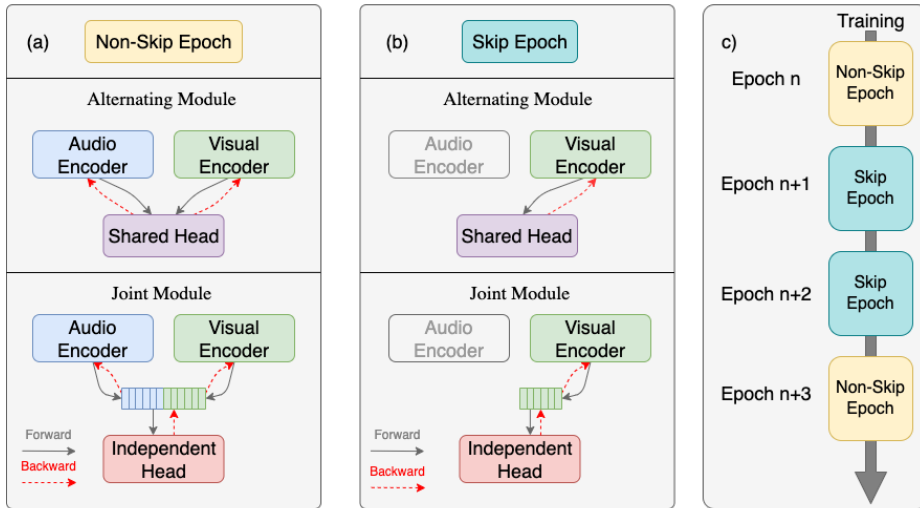 (a)
Non-Skip Epoch
Alternating Module
Audio
Encoder
Visual
Encoder
Shared Head
Joint Module
Audio
Encoder
Visual
Encoder
Forward
Backward
Independent
Head
(b)
Skip Epoch
Alternating Module
Audio
Encoder
Visual
Encoder
Shared Head
Joint Module
Audio
Encoder
Visual
Encoder
Forward
Backward
Independent
Head
c)
Training
Epoch n
Non-Skip
Epoch
Epoch n+1
Skip
Epoch
Epoch n+2
Skip
Epoch
Epoch n+3
Non-Skip
Epoch